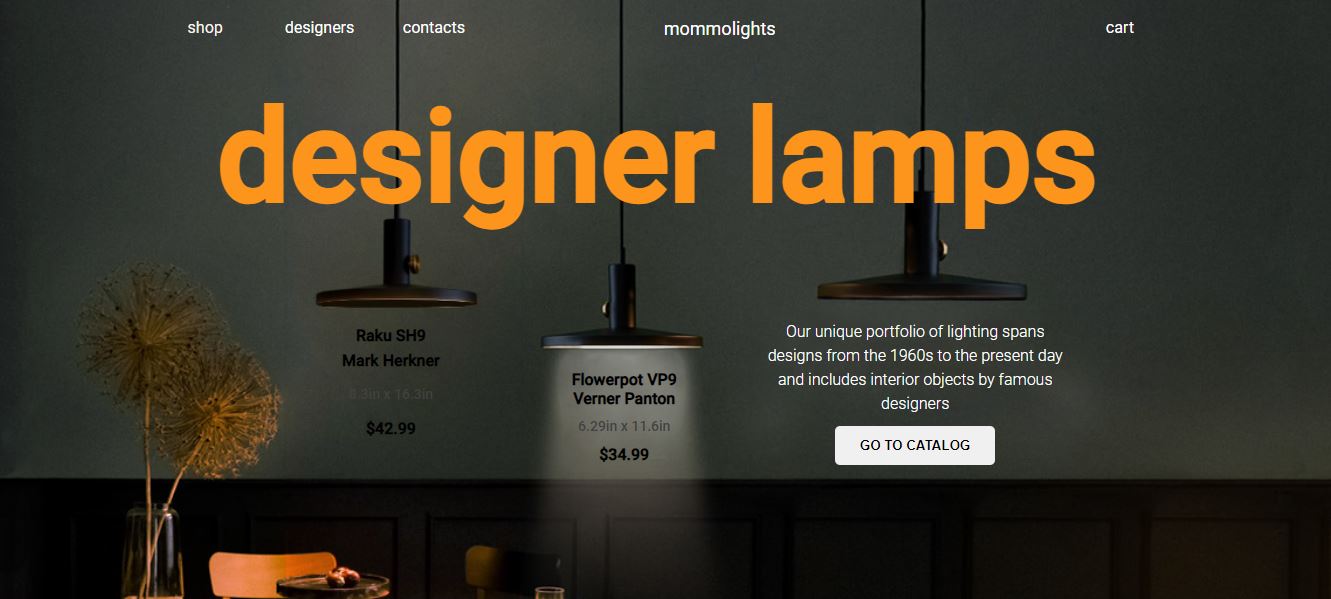 shop designers contacts mommolights cart
designer lamps
Raku SH9
Mark Herkner
8.3in x 16.3in
$42.99
Flowerpot VP9
Verner Panton
6.29in x 11.6in
$34.99
Our unique portfolio of lighting spans
designs from the 1960s to the present day
and includes interior objects by famous
designers
GO TO CATALOG